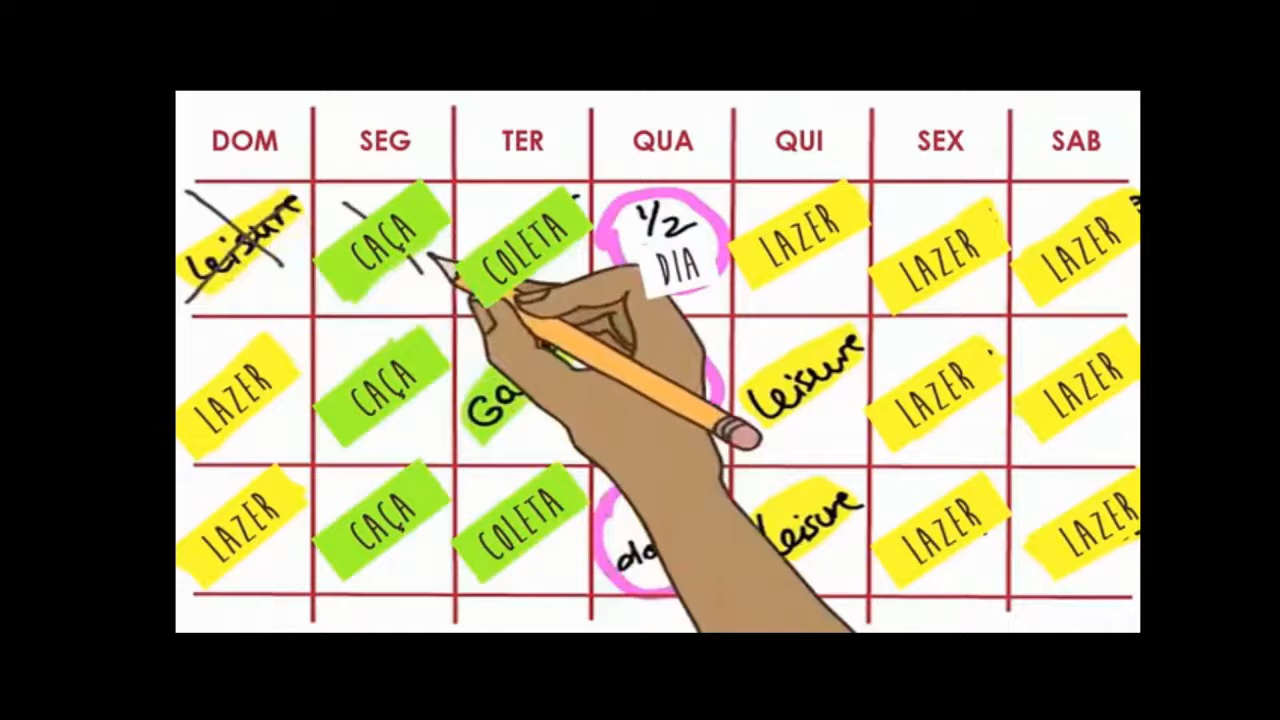 DOM SEG TER QUA QUI SEX SAB
Leisure CAÇA COLETA 1/2 DIA LAZER LAZER LAZER
LAZER CAÇA Leisure LAZER LAZER
LAZER CAÇA COLETA Leisure LAZER LAZER